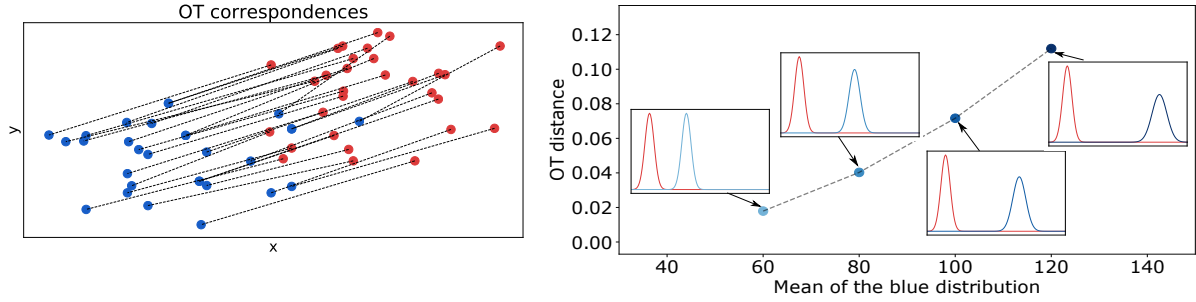 OT correspondences
y
x
OT distance
0.12
0.10
0.08
0.06
0.04
0.02
0.00
40 60 80 100 120 140
Mean of the blue distribution